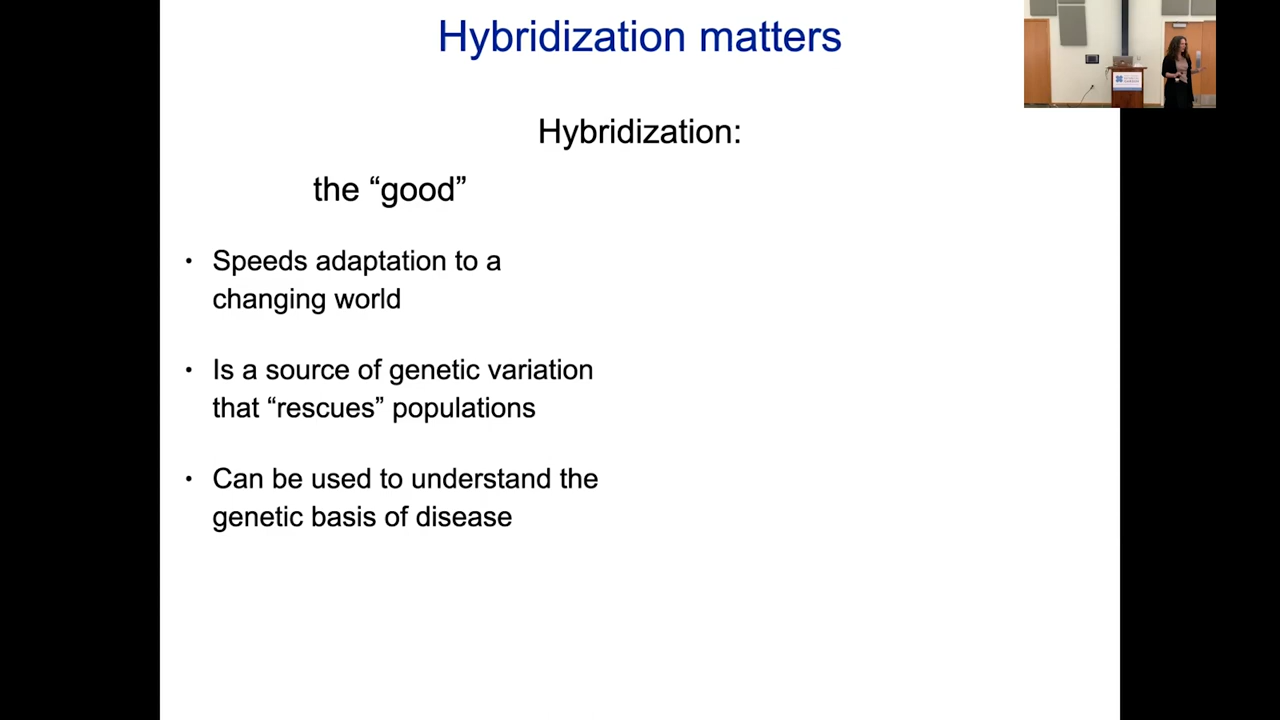 Hybridization matters
Hybridization:
the “good”
• Speeds adaptation to a
changing world
• Is a source of genetic variation
that “rescues” populations
• Can be used to understand the
genetic basis of disease